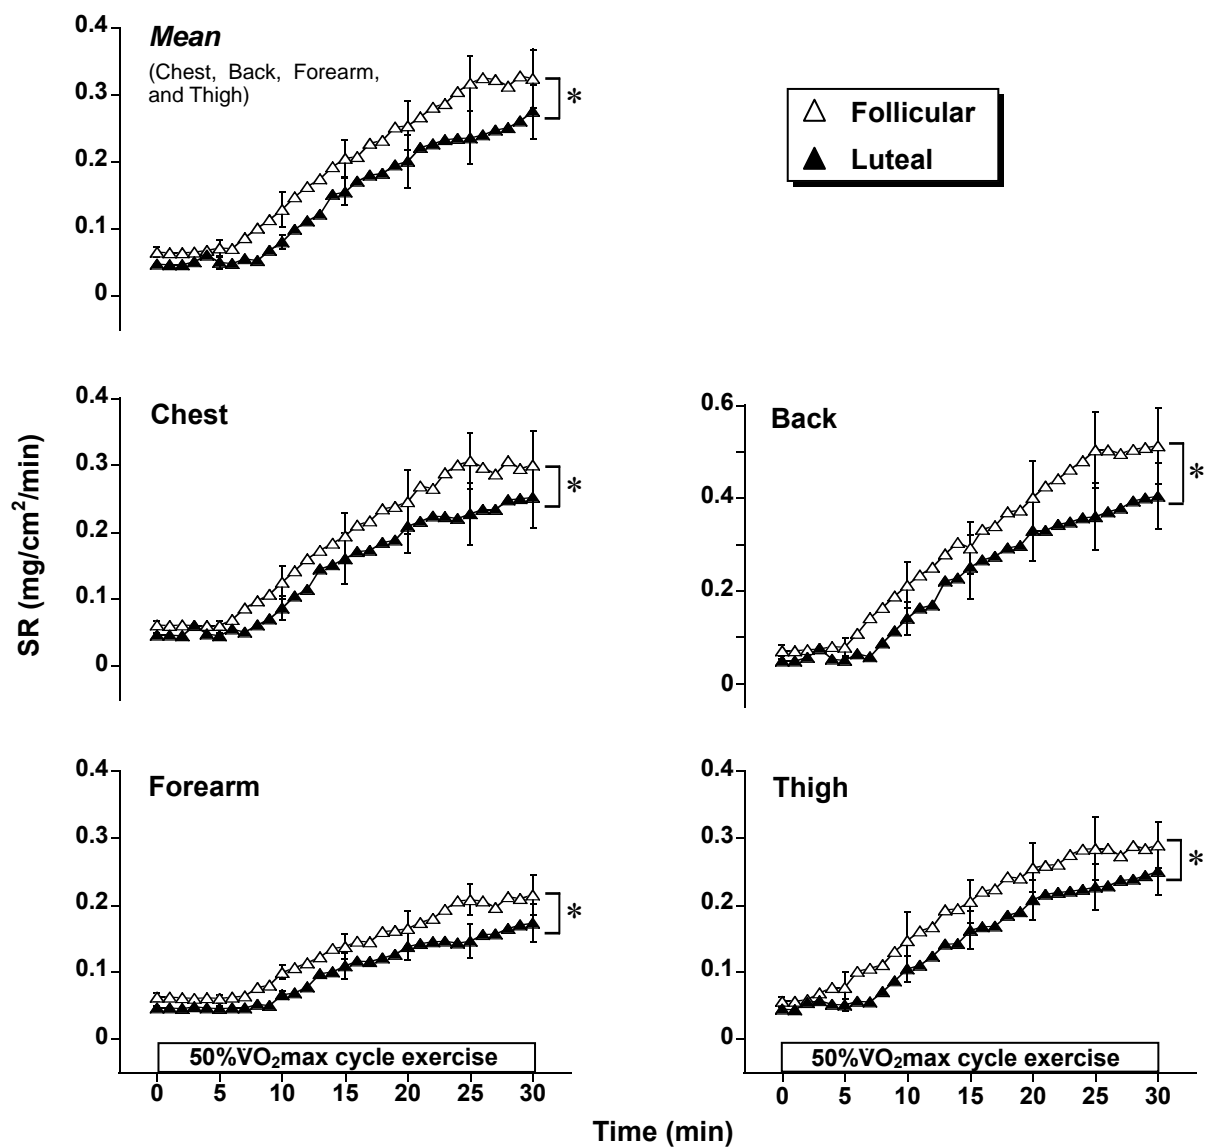 0.4
Mean
(Chest, Back, Forearm,
and Thigh)
0.3
0.2
0.1
0
*
Follicular
Luteal
SR (mg/cm²/min)
0.4
Chest
0.3
0.2
0.1
0
*
0.6
Back
0.4
0.2
0
*
0.4
Forearm
0.3
0.2
0.1
0
*
50%V̇O₂max cycle exercise
0 5 10 15 20 25 30
0.4
Thigh
0.3
0.2
0.1
0
*
50%V̇O₂max cycle exercise
0 5 10 15 20 25 30
Time (min)